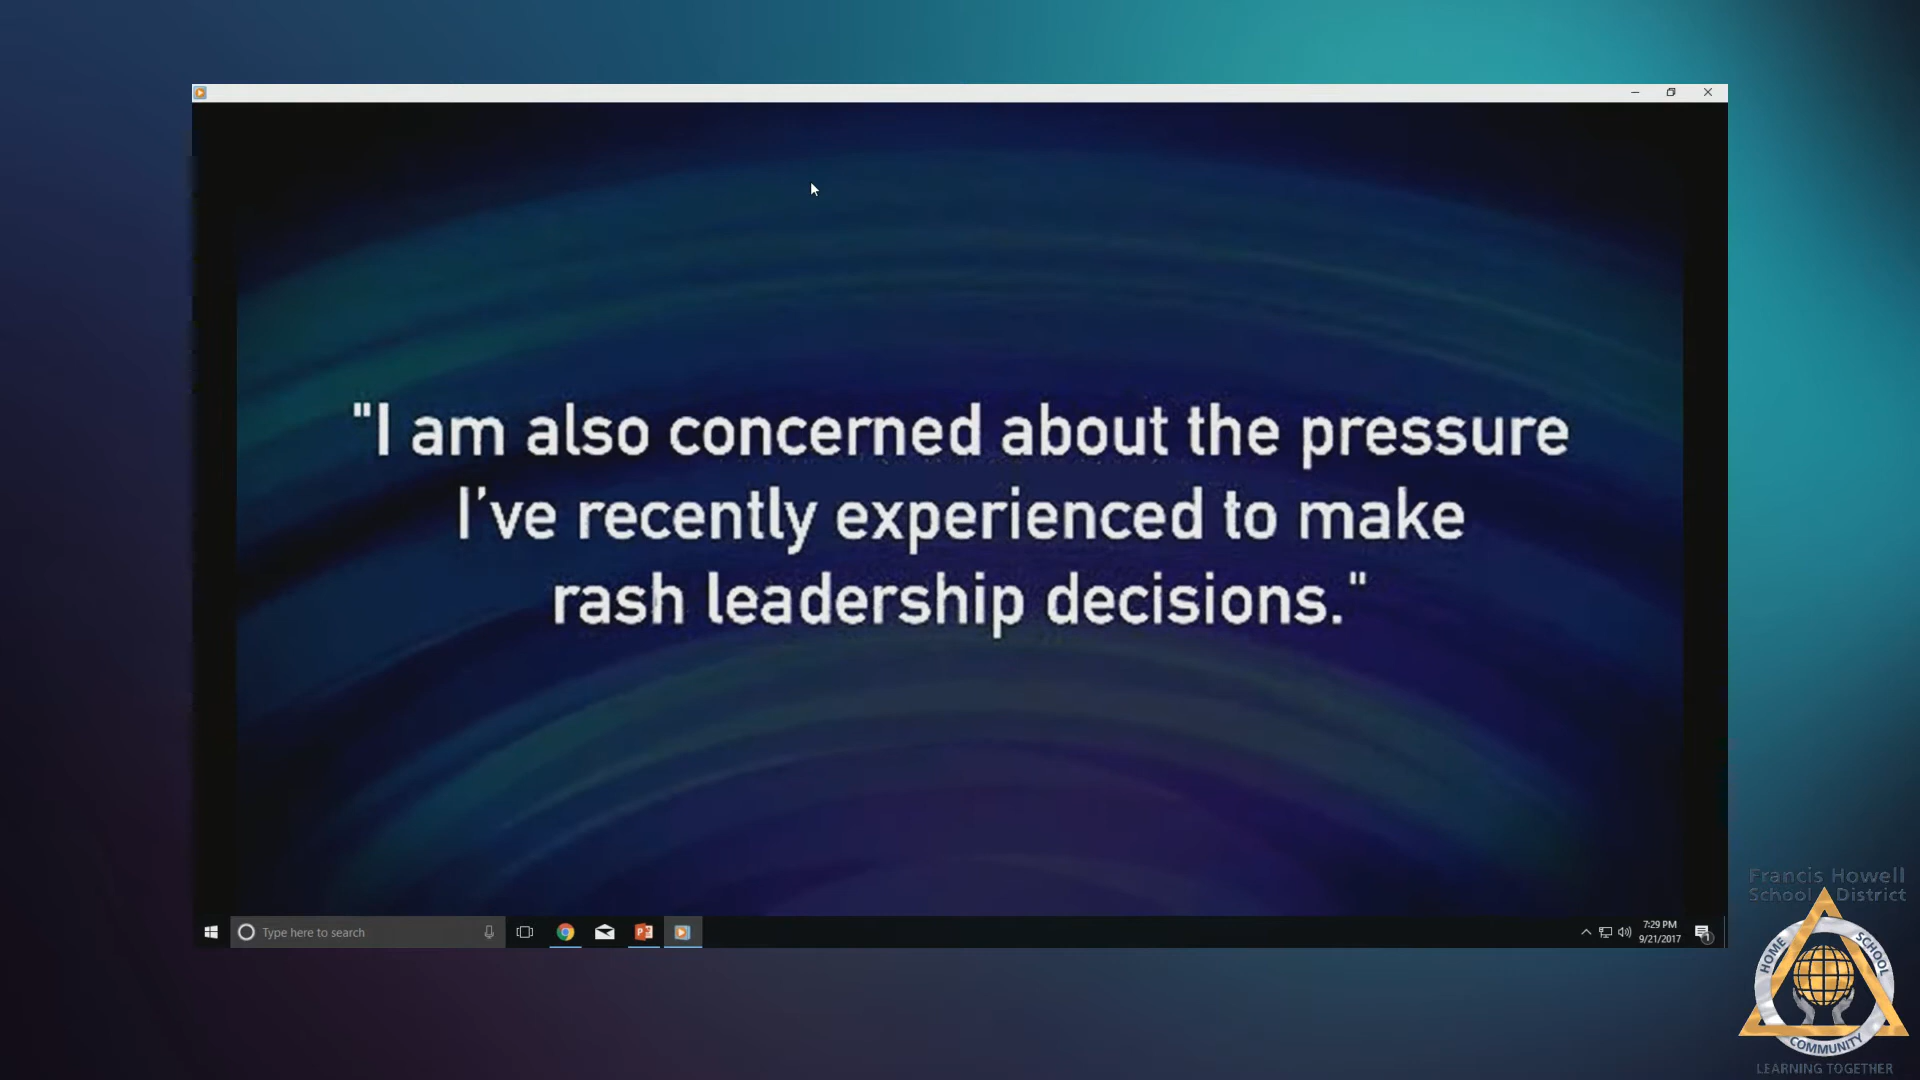 "I am also concerned about the pressure
I've recently experienced to make
rash leadership decisions."
Type here to search
7:29 PM
9/21/2017
1
Francis Howell
School District
HOME
SCHOOL
COMMUNITY
LEARNING TOGETHER